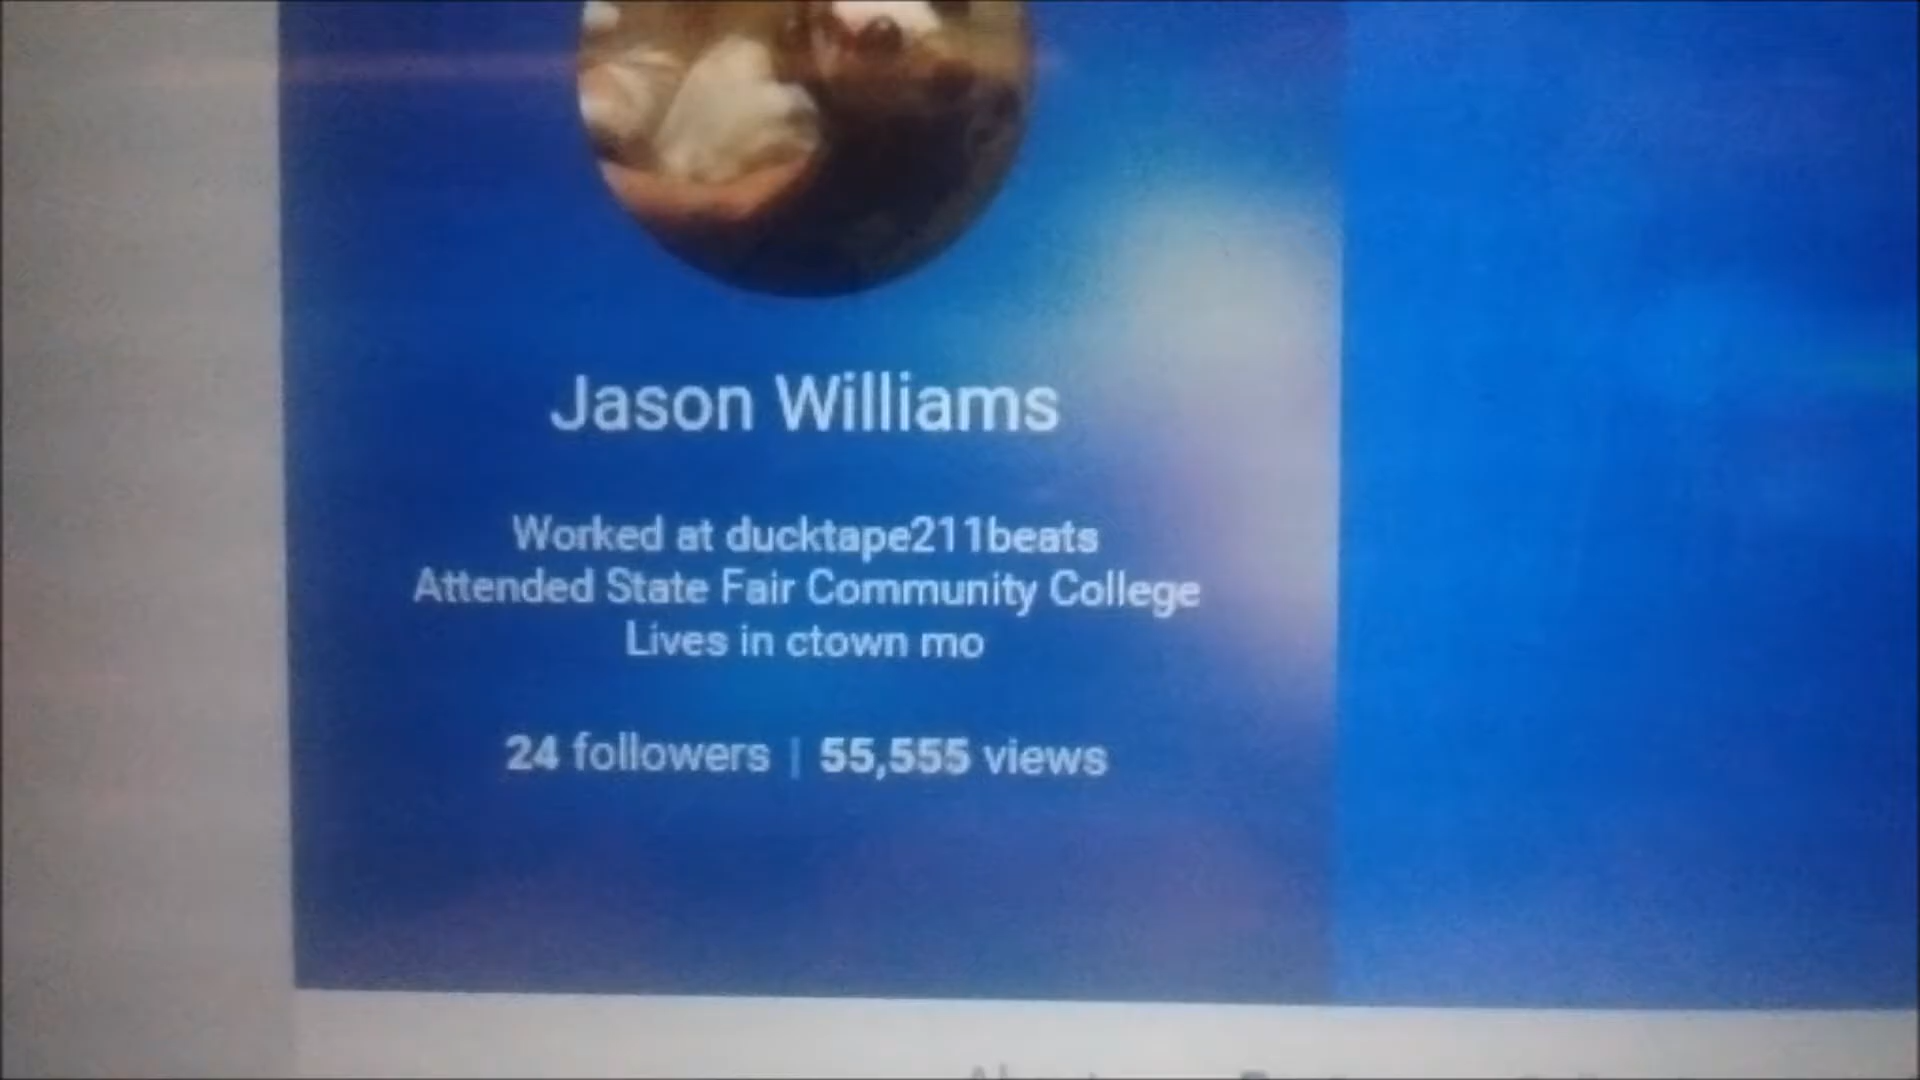 Jason Williams
Worked at ducktape211beats
Attended State Fair Community College
Lives in ctown mo
24 followers | 55,555 views